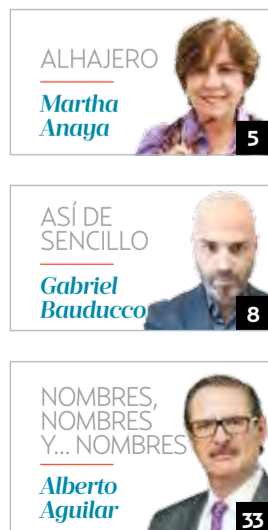 ALHAJERO
Martha
Anaya
5
ASÍ DE
SENCILLO
Gabriel
Bauducco
8
NOMBRES,
NOMBRES
Y... NOMBRES
Alberto
Aguilar
33